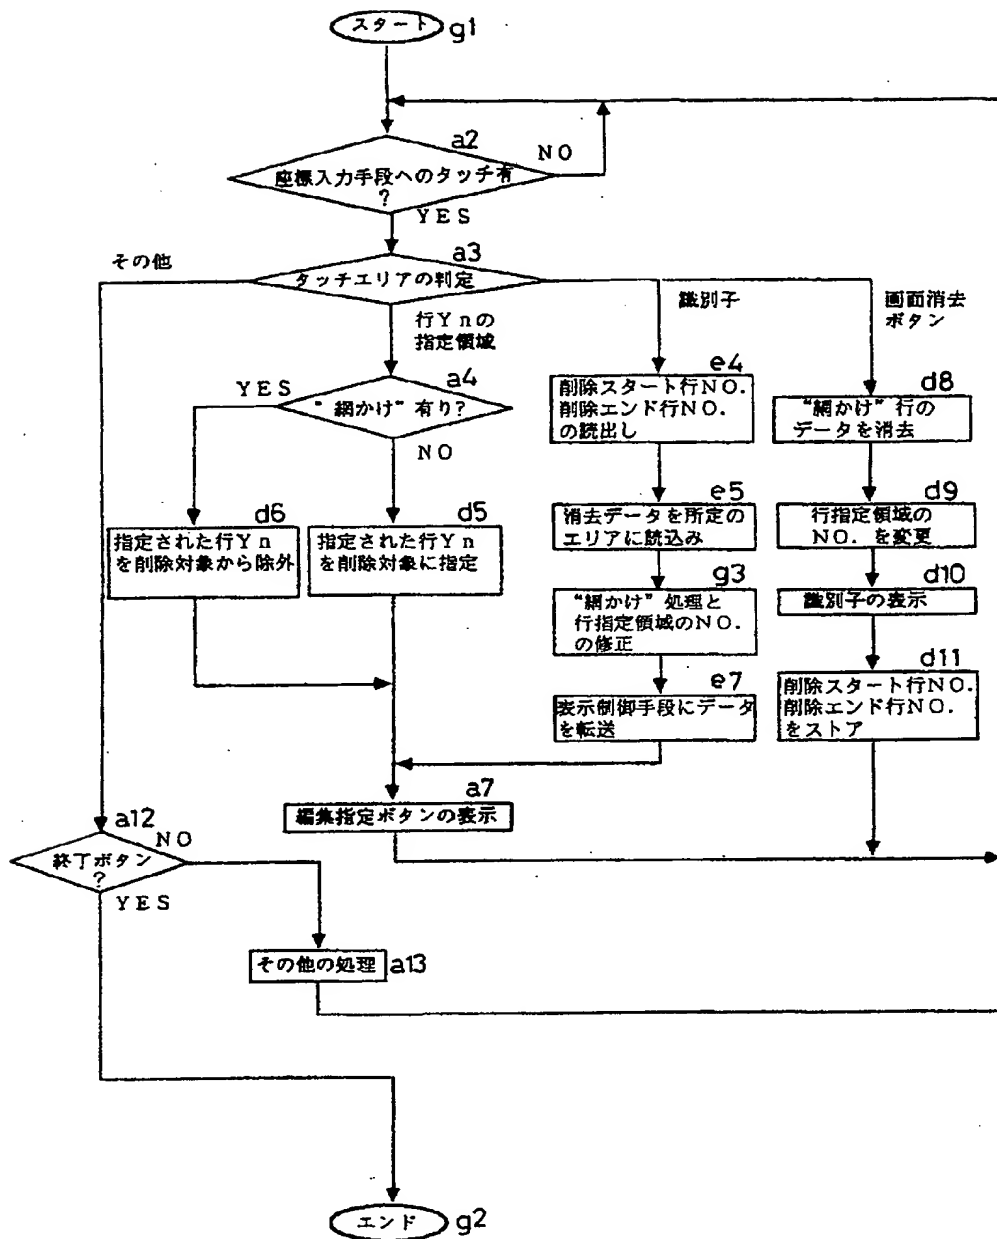 スタート g1
a2
NO
座標入力手段へのタッチ有
?
YES
その他
a3
タッチエリアの判定
識別子
画面消去
ボタン
行Ynの
指定領域
YES
a4
"網かけ"有り?
NO
e4
削除スタート行NO.
削除エンド行NO.
の読出し
d8
"網かけ"行の
データを消去
d6
指定された行Yn
を削除対象から除外
d5
指定された行Yn
を削除対象に指定
e5
消去データを所定の
エリアに読込み
d9
行指定領域の
NO.を変更
g3
"網かけ"処理と
行指定領域のNO.
の修正
d10
識別子の表示
e7
表示制御手段にデータ
を転送
d11
削除スタート行NO.
削除エンド行NO.
をストア
a7
編集指定ボタンの表示
a12
NO
終了ボタン
?
YES
その他の処理 a13
エンド g2